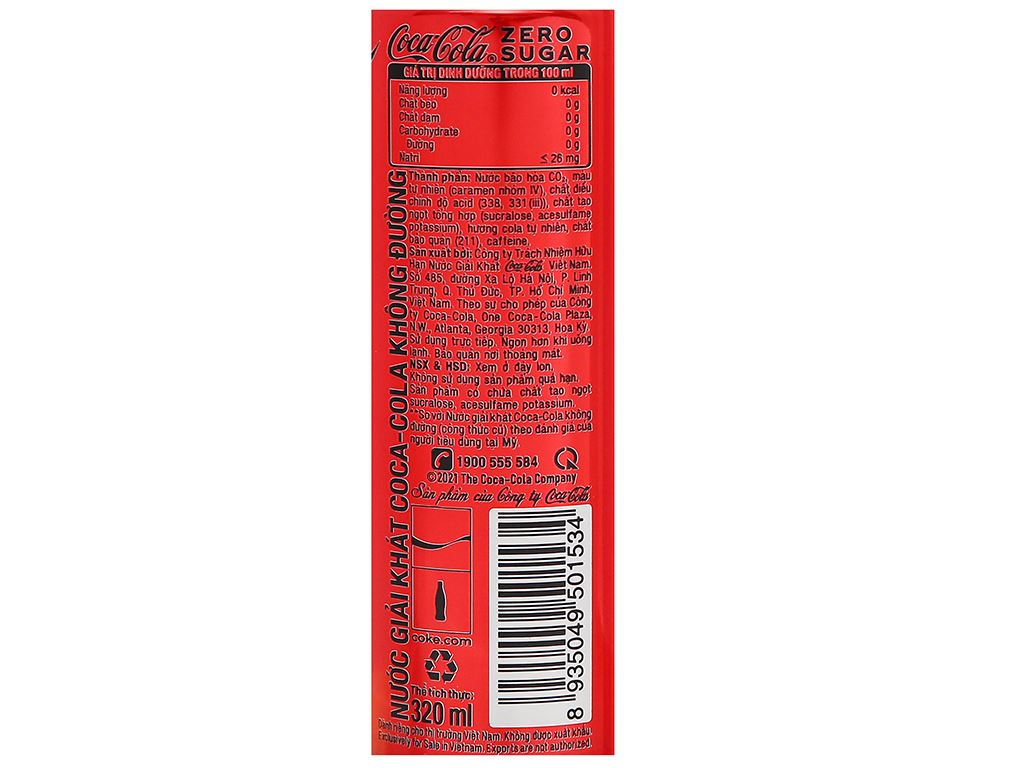 Coca-Cola® ZERO SUGAR
GIÁ TRỊ DINH DƯỠNG TRONG 100 ml
Năng lượng 0 kcal
Chất béo 0 g
Chất đạm 0 g
Carbohydrate 0 g
Đường 0 g
Natri ≤ 26 mg
Thành phần: Nước bão hòa CO₂, màu
tự nhiên (caramen nhóm IV), chất điều
chỉnh độ acid (338, 331(iii)), chất tạo
ngọt tổng hợp (sucralose, acesulfame
potassium), hương cola tự nhiên, chất
bảo quản (211), caffeine.
Sản xuất bởi: Công ty Trách Nhiệm Hữu
Hạn Nước Giải Khát Coca-Cola Việt Nam.
Số 485, đường Xa Lộ Hà Nội, P. Linh
Trung, Q. Thủ Đức, TP. Hồ Chí Minh,
Việt Nam. Theo sự cho phép của Công
ty Coca-Cola, One Coca-Cola Plaza,
N.W., Atlanta, Georgia 30313, Hoa Kỳ.
Sử dụng trực tiếp. Ngon hơn khi uống
lạnh. Bảo quản nơi thoáng mát.
NSX & HSD: Xem ở đáy lon.
Không sử dụng sản phẩm quá hạn.
Sản phẩm có chứa chất tạo ngọt
sucralose, acesulfame potassium.
**So với Nước giải khát Coca-Cola không
đường (công thức cũ) theo đánh giá của
người tiêu dùng tại Mỹ.
1900 555 584
©2021 The Coca-Cola Company
Sản phẩm của Công ty Coca-Cola
NƯỚC GIẢI KHÁT COCA-COLA KHÔNG ĐƯỜNG
coke.com
Thể tích thực:
320 ml
8 935049 501534
Dành riêng cho thị trường Việt Nam. Không được xuất khẩu.
Exclusively for Sale in Vietnam. Exports are not authorized.